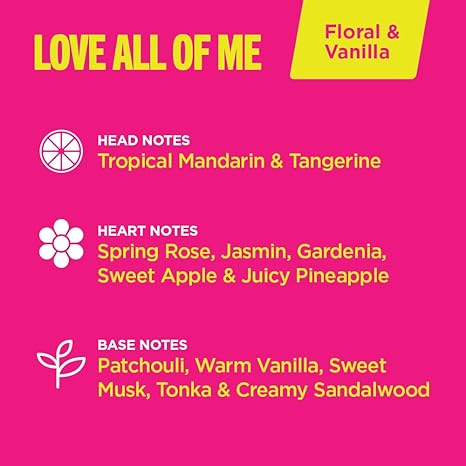 LOVE ALL OF ME
Floral &
Vanilla
HEAD NOTES
Tropical Mandarin & Tangerine
HEART NOTES
Spring Rose, Jasmin, Gardenia,
Sweet Apple & Juicy Pineapple
BASE NOTES
Patchouli, Warm Vanilla, Sweet
Musk, Tonka & Creamy Sandalwood